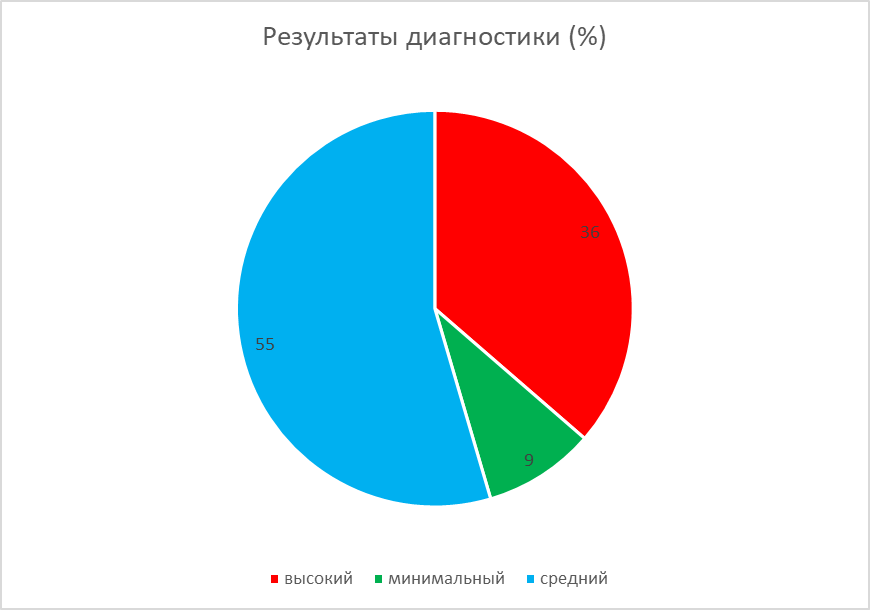 Результаты диагностики (%)
36
55
9
высокий минимальный средний